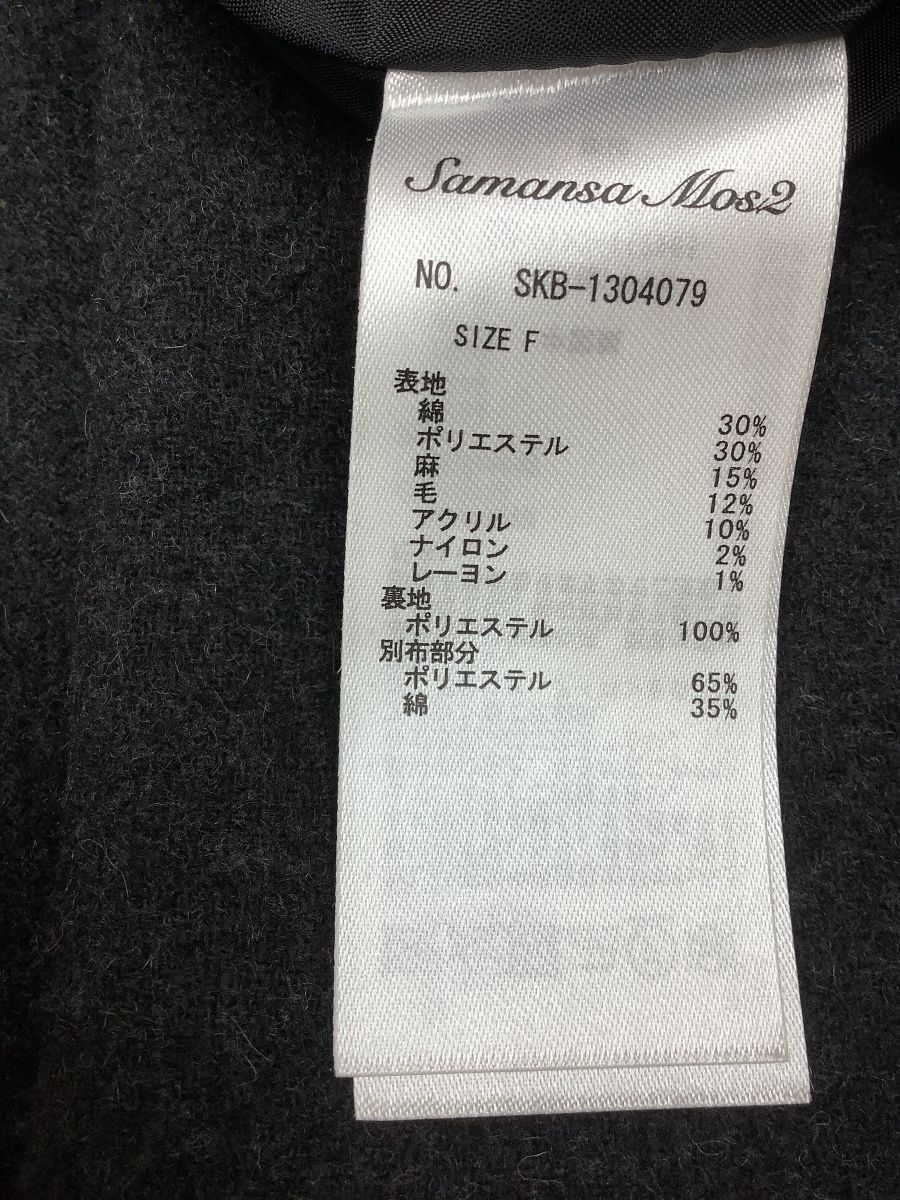 Samansa Mos2
NO. SKB-1304079
SIZE F
表地
綿 30%
ポリエステル 30%
麻 15%
毛 12%
アクリル 10%
ナイロン 2%
レーヨン 1%
裏地
ポリエステル 100%
別布部分
ポリエステル 65%
綿 35%